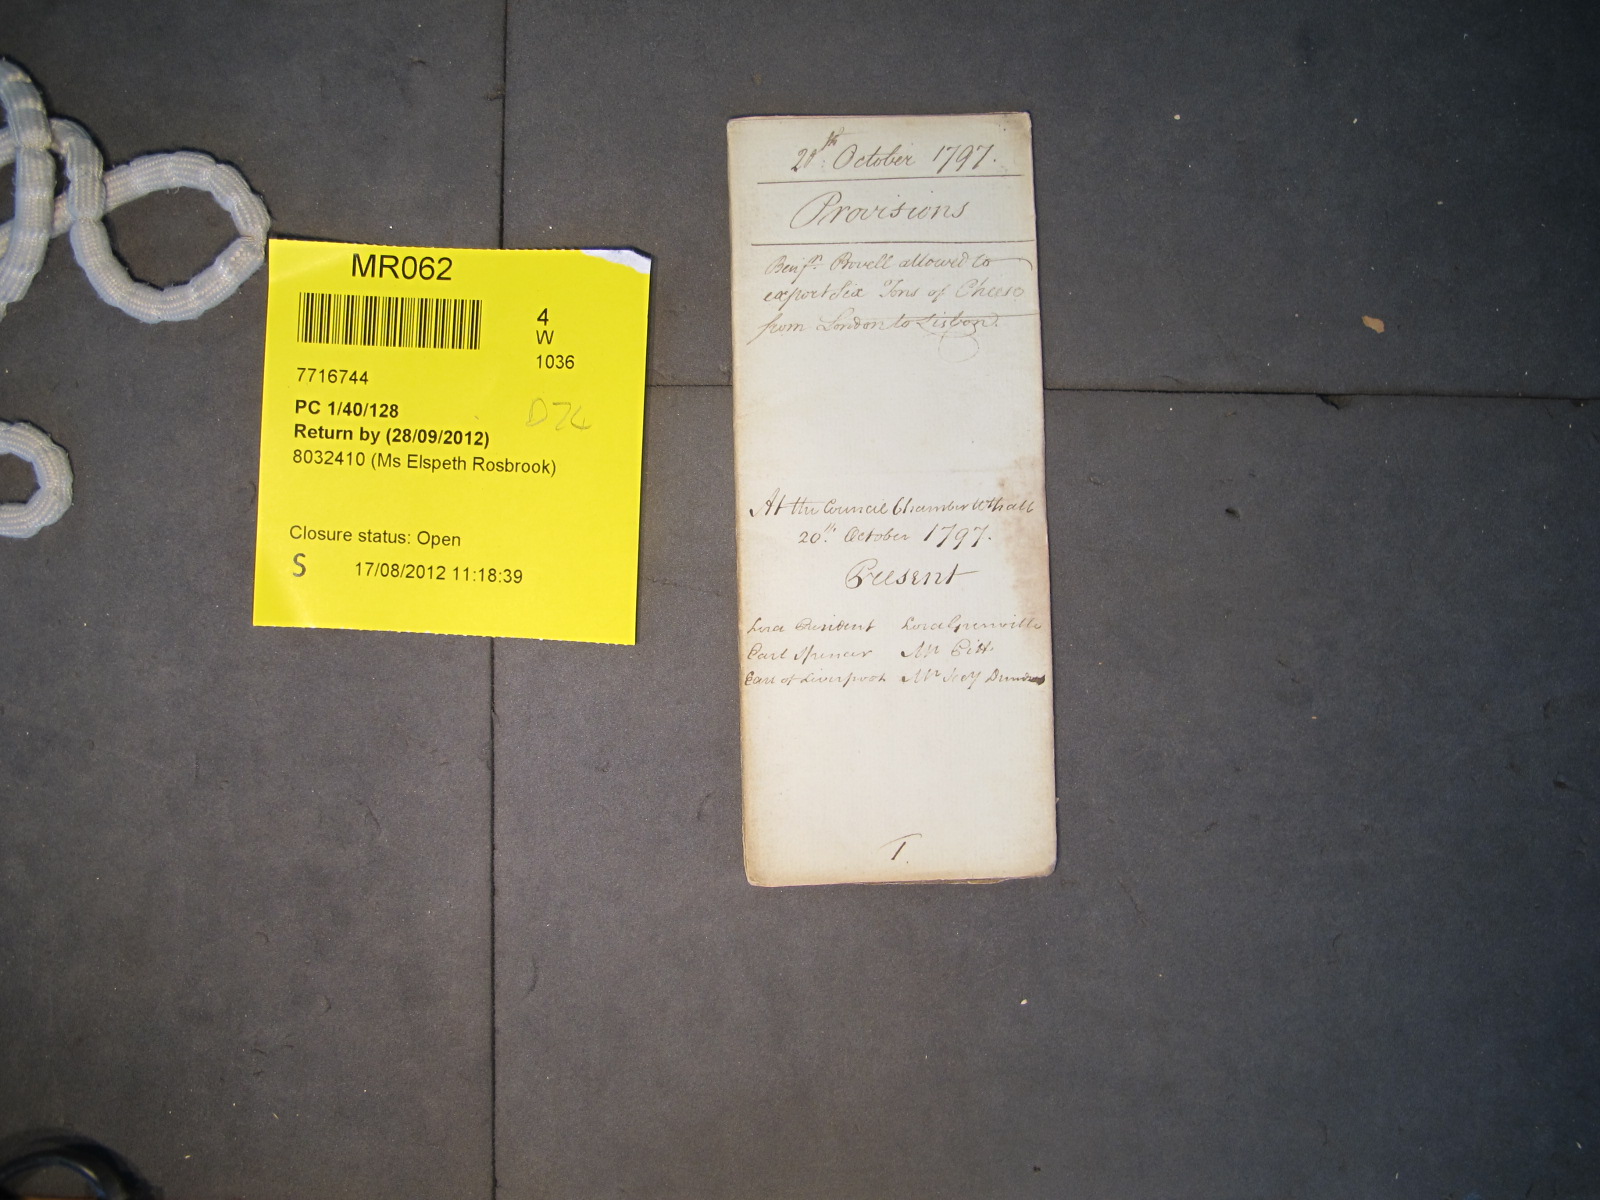 MR062
4
W
1036
7716744
PC 1/40/128
D76
Return by (28/09/2012)
8032410 (Ms Elspeth Rosbrook)
Closure status: Open
S 17/08/2012 11:18:39
20th October 1797.
Provisions
Benjn. Bovell allowed to
export Six Tons of Cheese
from London to Lisbon.
At the Council Chamber Whall
20th October 1797.
Present
Lord President Lord Grenville
Earl Spencer Mr Pitt
Earl of Liverpool Mr Secy Dundas
1.